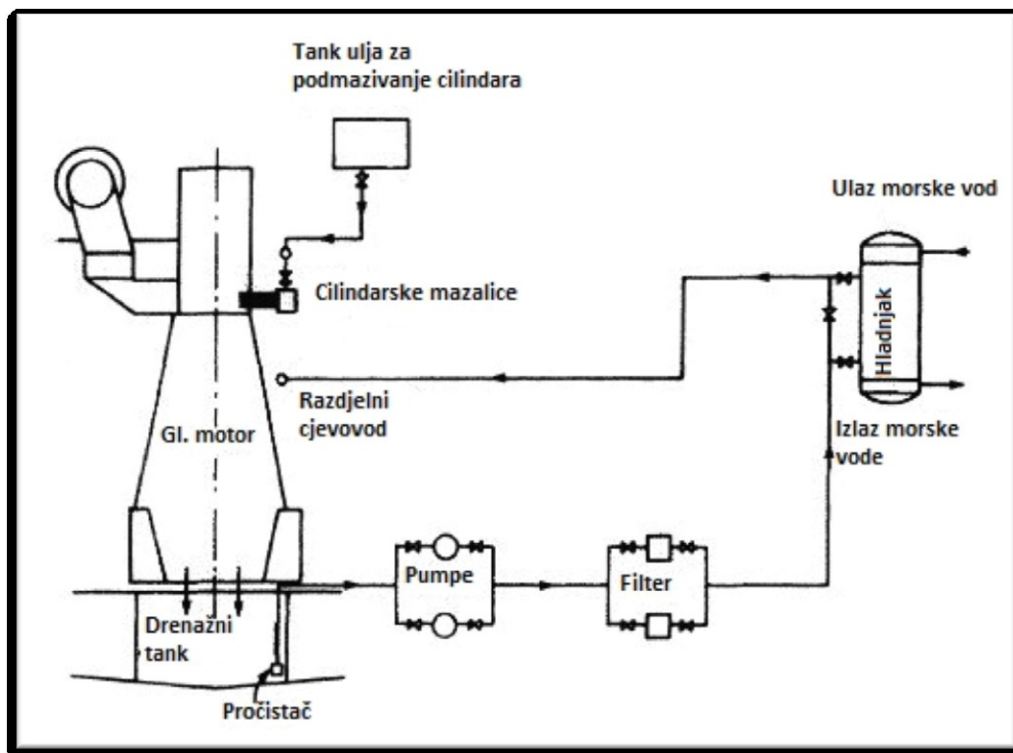 Tank ulja za
podmazivanje cilindara
Ulaz morske vod
Cilindarske mazalice
Hladnjak
Razdjelni
cjevovod
Gl. motor
Izlaz morske
vode
Pumpe
Filter
Drenažni
tank
Pročistač